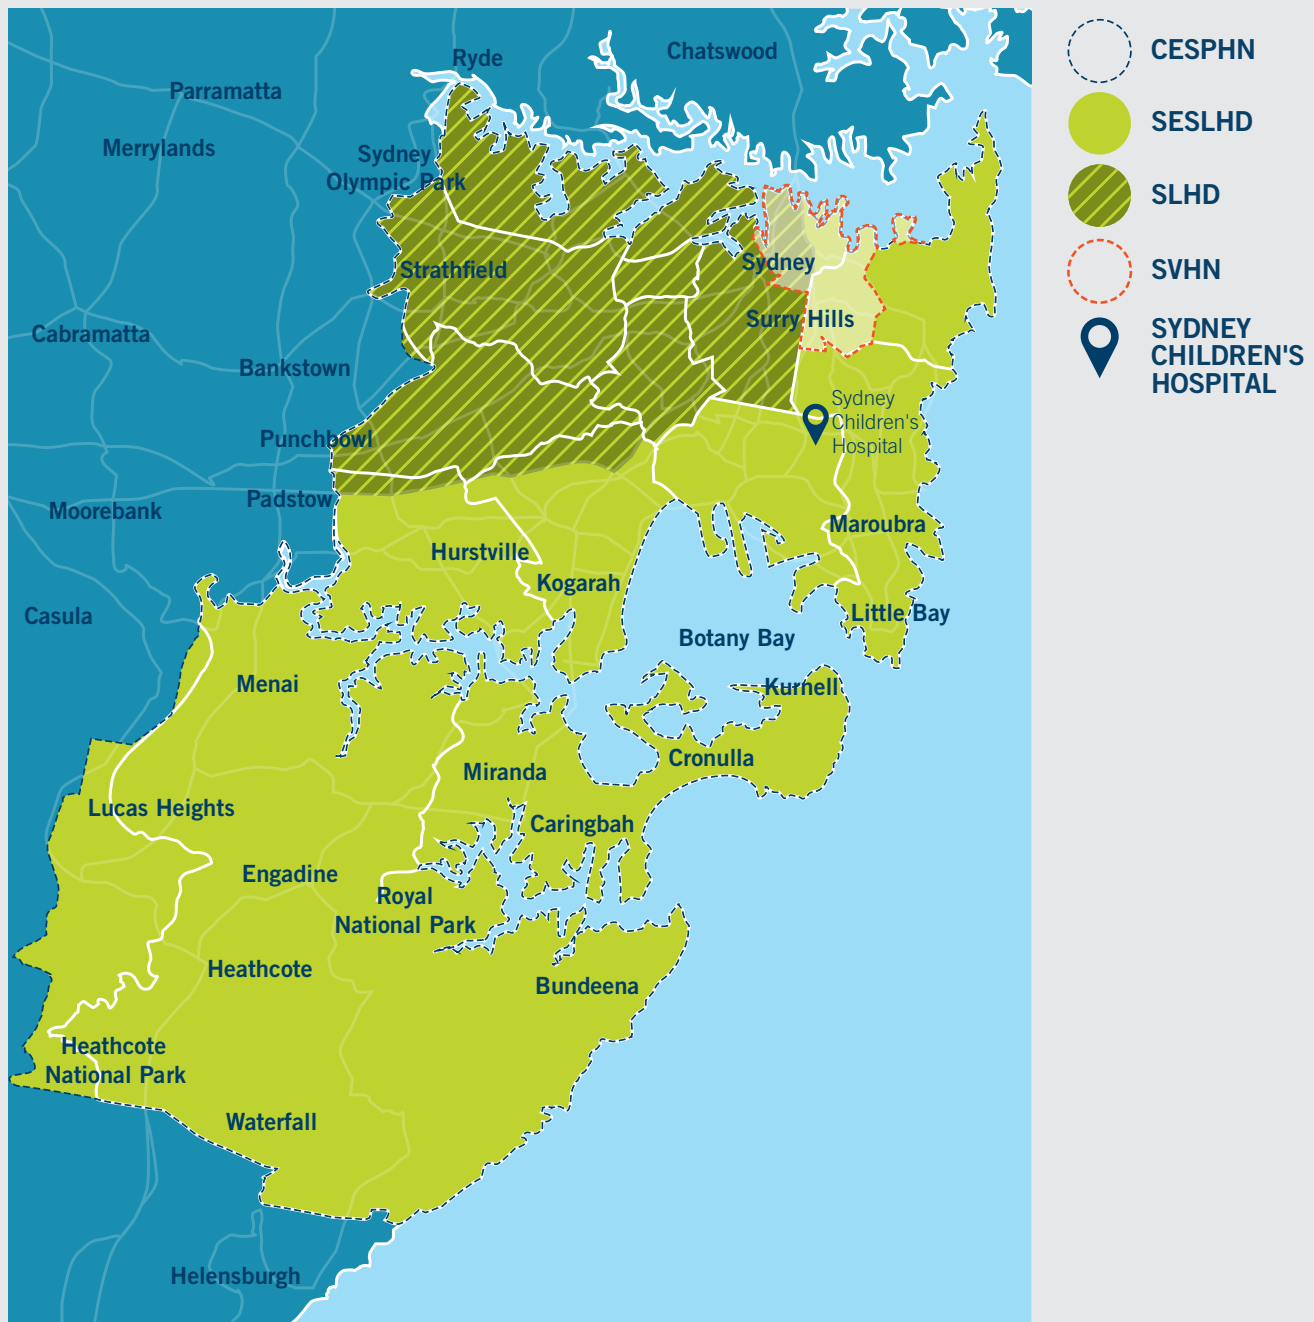 Ryde
Chatswood
Parramatta
Merrylands
Sydney
Olympic Park
Strathfield
Sydney
Surry Hills
Cabramatta
Bankstown
Sydney
Children's
Hospital
Punchbowl
Padstow
Moorebank
Maroubra
Hurstville
Kogarah
Casula
Little Bay
Botany Bay
Menai
Kurnell
Cronulla
Miranda
Lucas Heights
Caringbah
Engadine
Royal
National Park
Heathcote
Bundeena
Heathcote
National Park
Waterfall
Helensburgh
CESPHN
SESLHD
SLHD
SVHN
SYDNEY
CHILDREN'S
HOSPITAL